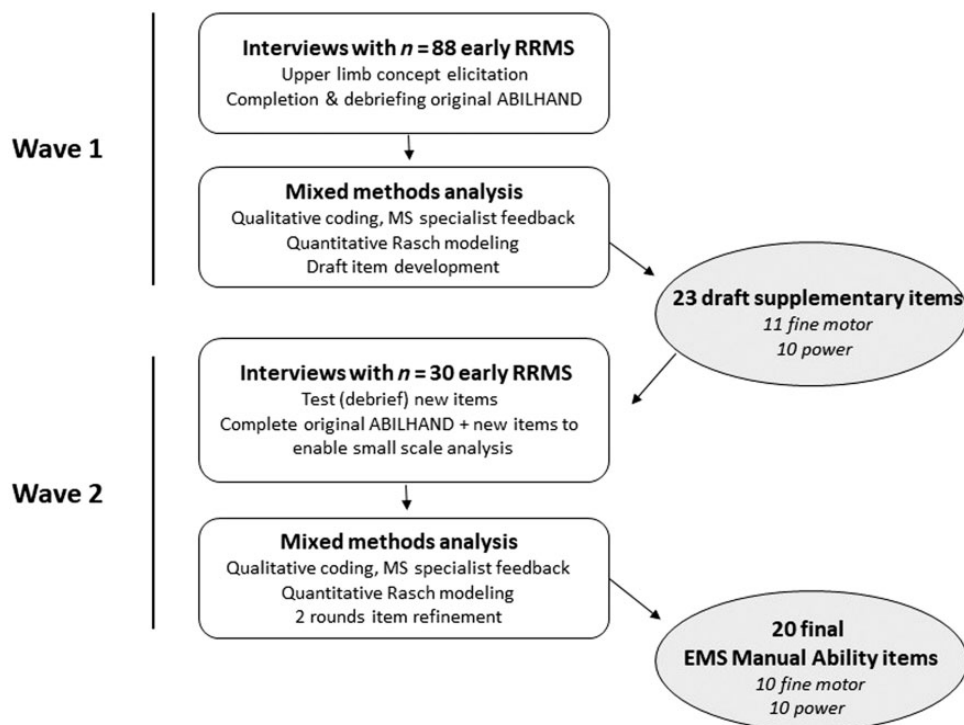 Wave 1
Interviews with n = 88 early RRMS
Upper limb concept elicitation
Completion & debriefing original ABILHAND
Mixed methods analysis
Qualitative coding, MS specialist feedback
Quantitative Rasch modeling
Draft item development
23 draft supplementary items
11 fine motor
10 power
Wave 2
Interviews with n = 30 early RRMS
Test (debrief) new items
Complete original ABILHAND + new items to
enable small scale analysis
Mixed methods analysis
Qualitative coding, MS specialist feedback
Quantitative Rasch modeling
2 rounds item refinement
20 final
EMS Manual Ability items
10 fine motor
10 power